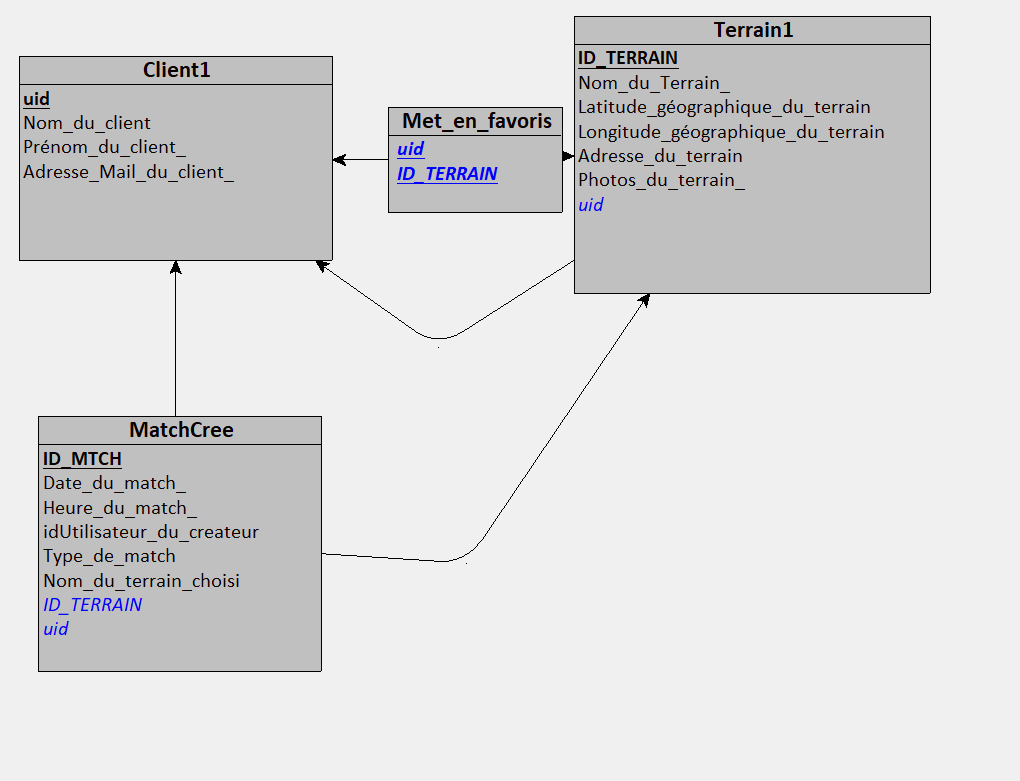 Client1
uid
Nom_du_client
Prénom_du_client_
Adresse_Mail_du_client_
Met_en_favoris
uid
ID_TERRAIN
Terrain1
ID_TERRAIN
Nom_du_Terrain_
Latitude_géographique_du_terrain
Longitude_géographique_du_terrain
Adresse_du_terrain
Photos_du_terrain_
uid
MatchCree
ID_MTCH
Date_du_match_
Heure_du_match_
idUtilisateur_du_createur
Type_de_match
Nom_du_terrain_choisi
ID_TERRAIN
uid